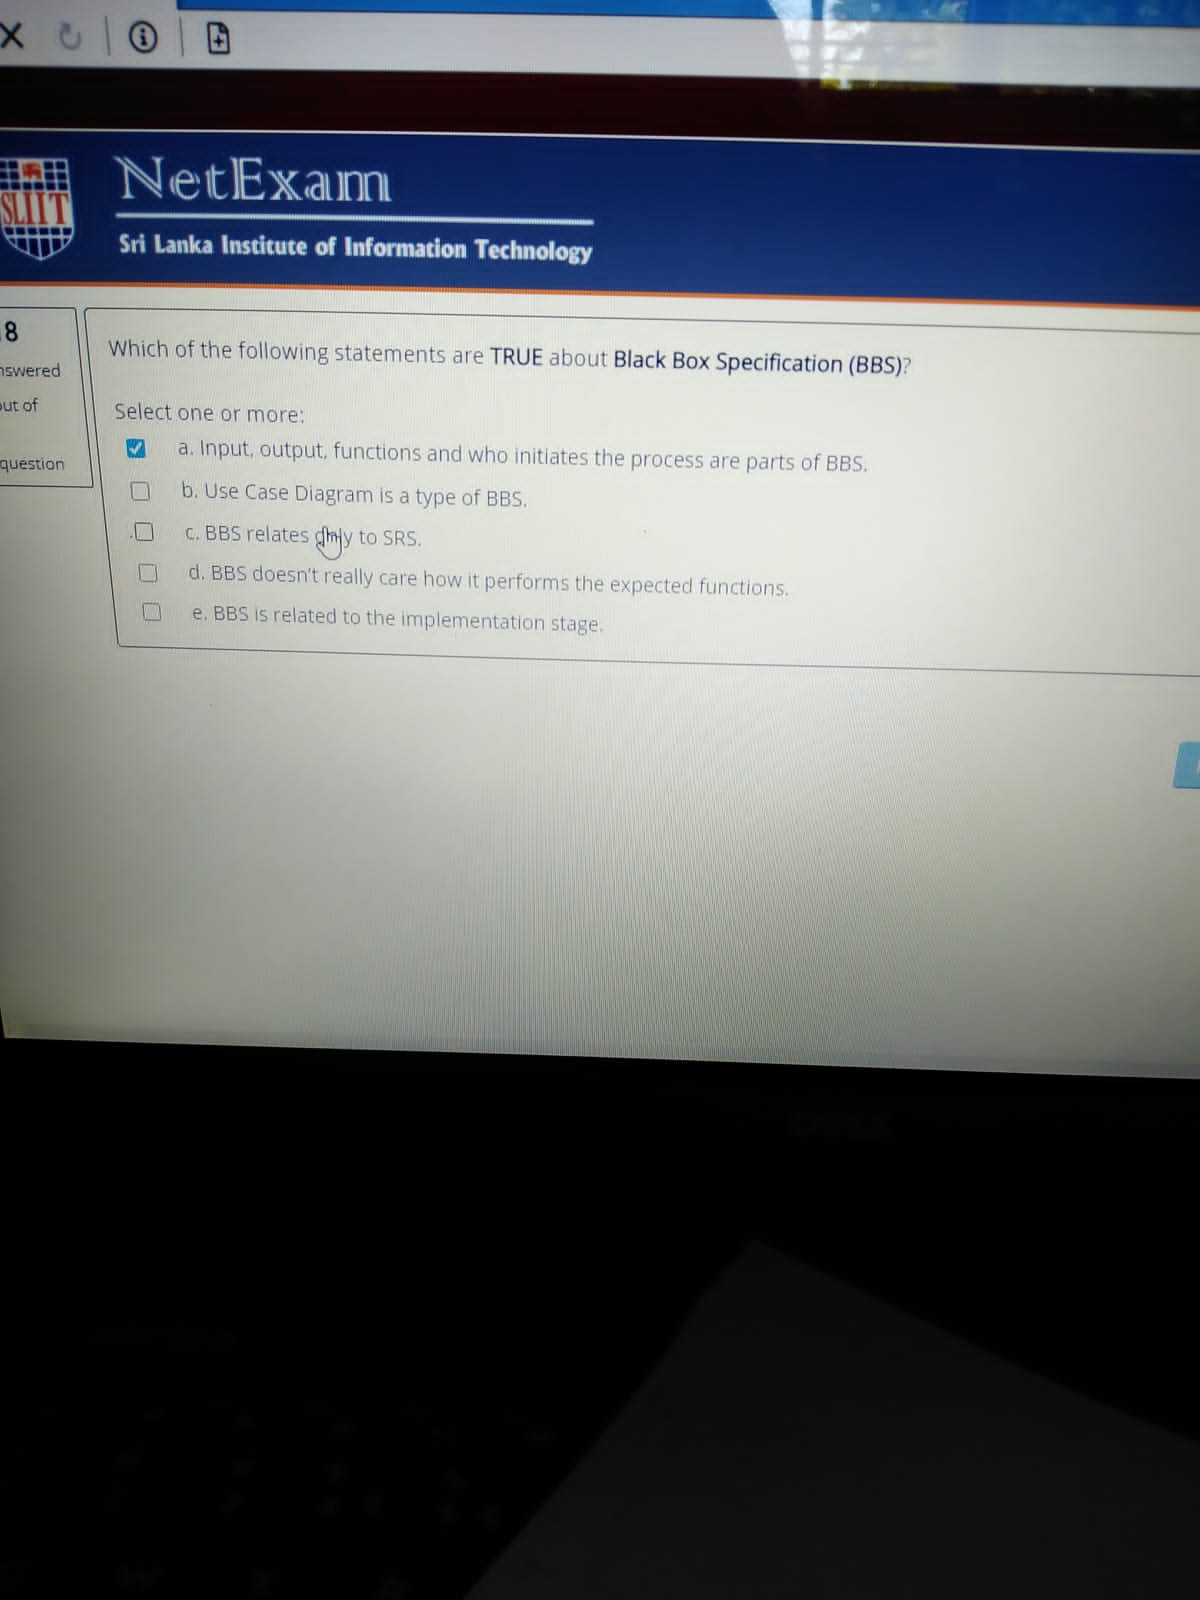 NetExam
SLIIT
Sri Lanka Institute of Information Technology
8
nswered
out of
question
Which of the following statements are TRUE about Black Box Specification (BBS)?
Select one or more:
a. Input, output, functions and who initiates the process are parts of BBS.
b. Use Case Diagram is a type of BBS.
c. BBS relates only to SRS.
d. BBS doesn't really care how it performs the expected functions.
e. BBS is related to the implementation stage.